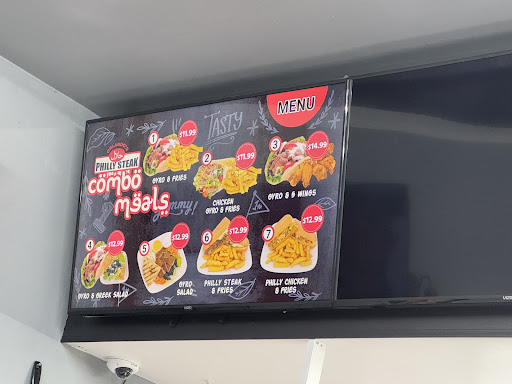 MENU
TASTY
PHILLY STEAK
COMBO
MEALS
Yummy!
1
$11.99
GYRO & FRIES
2
$11.99
CHICKEN
GYRO & FRIES
3
$14.99
GYRO & 5 WINGS
4
$12.99
GYRO & GREEK SALAD
5
$12.99
GYRO
SALAD
6
$12.99
PHILLY STEAK
& FRIES
7
$12.99
PHILLY CHICKEN
& FRIES